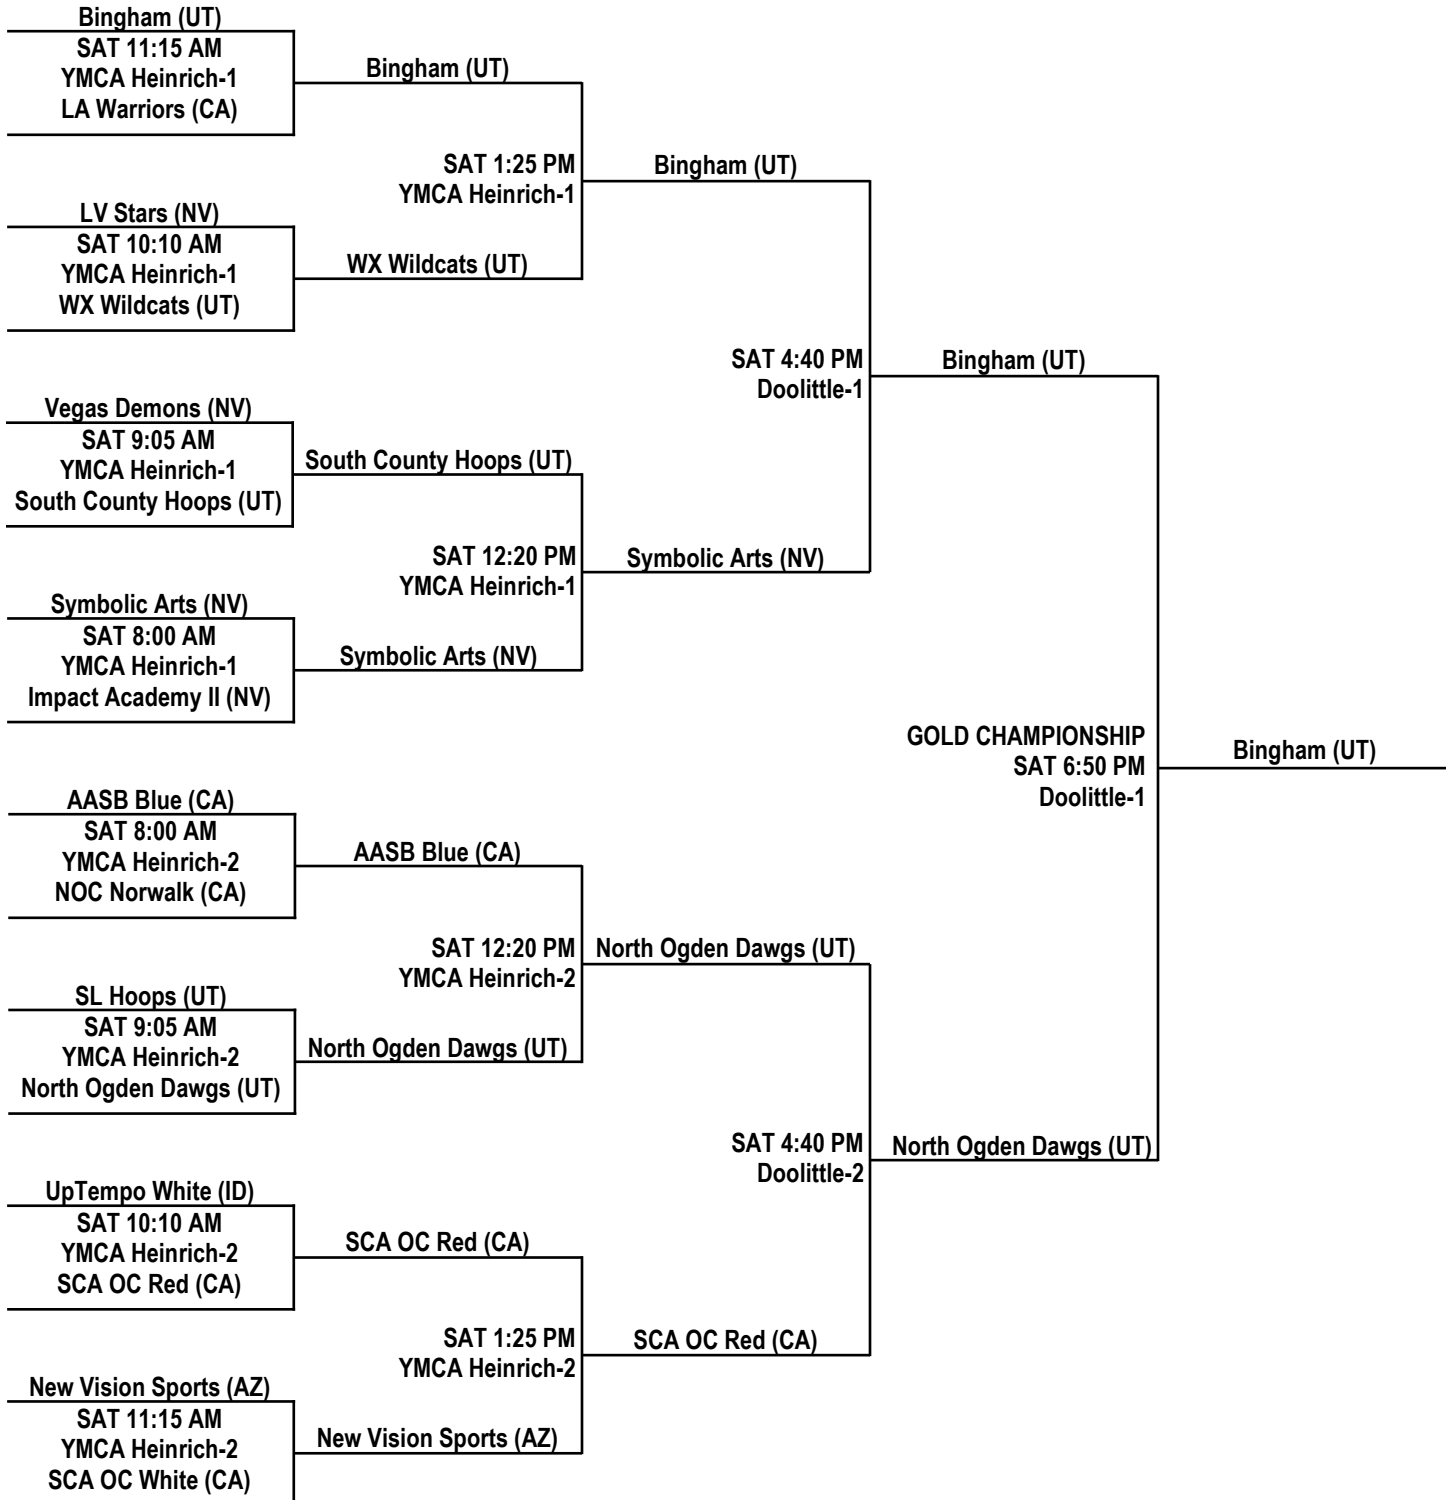 Bingham (UT)
SAT 11:15 AM
YMCA Heinrich-1
LA Warriors (CA)
LV Stars (NV)
SAT 10:10 AM
YMCA Heinrich-1
WX Wildcats (UT)
Vegas Demons (NV)
SAT 9:05 AM
YMCA Heinrich-1
South County Hoops (UT)
Symbolic Arts (NV)
SAT 8:00 AM
YMCA Heinrich-1
Impact Academy II (NV)
AASB Blue (CA)
SAT 8:00 AM
YMCA Heinrich-2
NOC Norwalk (CA)
SL Hoops (UT)
SAT 9:05 AM
YMCA Heinrich-2
North Ogden Dawgs (UT)
UpTempo White (ID)
SAT 10:10 AM
YMCA Heinrich-2
SCA OC Red (CA)
New Vision Sports (AZ)
SAT 11:15 AM
YMCA Heinrich-2
SCA OC White (CA)
Bingham (UT)
SAT 1:25 PM
YMCA Heinrich-1
WX Wildcats (UT)
South County Hoops (UT)
SAT 12:20 PM
YMCA Heinrich-1
Symbolic Arts (NV)
AASB Blue (CA)
SAT 12:20 PM
YMCA Heinrich-2
North Ogden Dawgs (UT)
SCA OC Red (CA)
SAT 1:25 PM
YMCA Heinrich-2
New Vision Sports (AZ)
Bingham (UT)
SAT 4:40 PM
Doolittle-1
Symbolic Arts (NV)
North Ogden Dawgs (UT)
SAT 4:40 PM
Doolittle-2
SCA OC Red (CA)
Bingham (UT)
GOLD CHAMPIONSHIP
SAT 6:50 PM
Doolittle-1
North Ogden Dawgs (UT)
Bingham (UT)